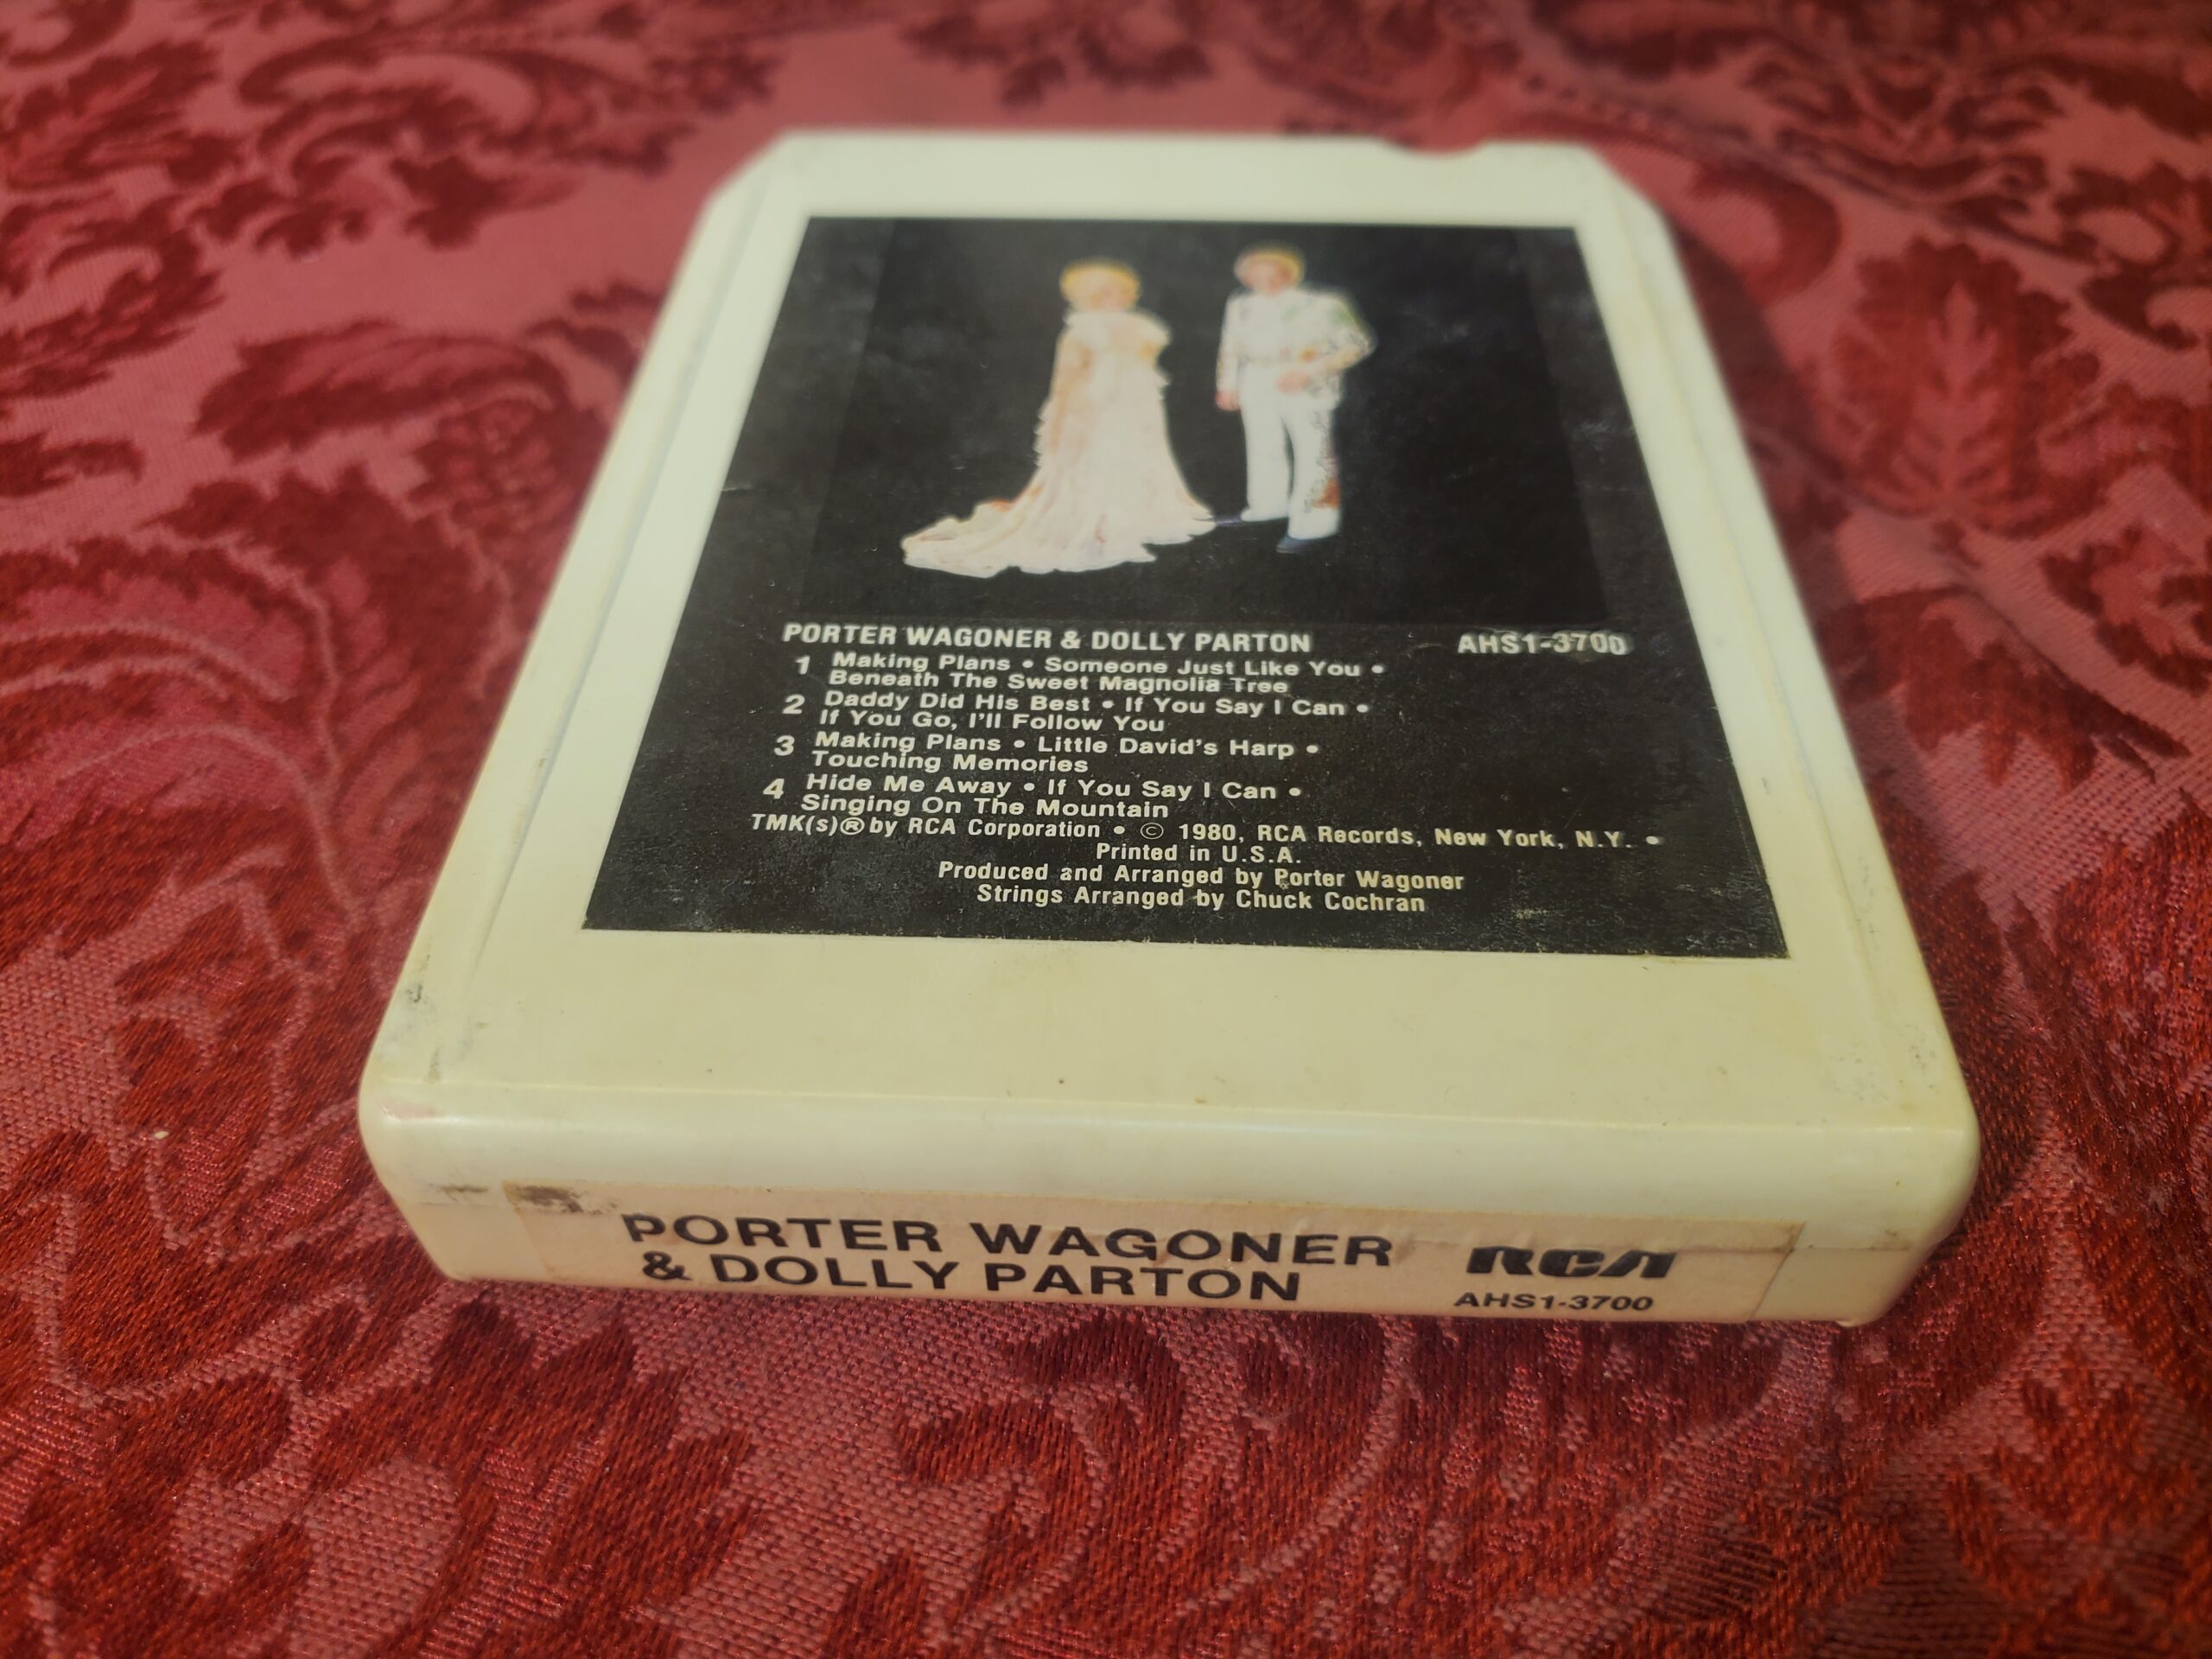 PORTER WAGONER & DOLLY PARTON AHS1-3700
1 Making Plans • Someone Just Like You •
Beneath The Sweet Magnolia Tree
2 Daddy Did His Best • If You Say I Can •
If You Go, I'll Follow You
3 Making Plans • Little David's Harp •
Touching Memories
4 Hide Me Away • If You Say I Can •
Singing On The Mountain
TMK(s)® by RCA Corporation • © 1980, RCA Records, New York, N.Y. •
Printed in U.S.A.
Produced and Arranged by Porter Wagoner
Strings Arranged by Chuck Cochran
PORTER WAGONER
& DOLLY PARTON
RCA
AHS1-3700